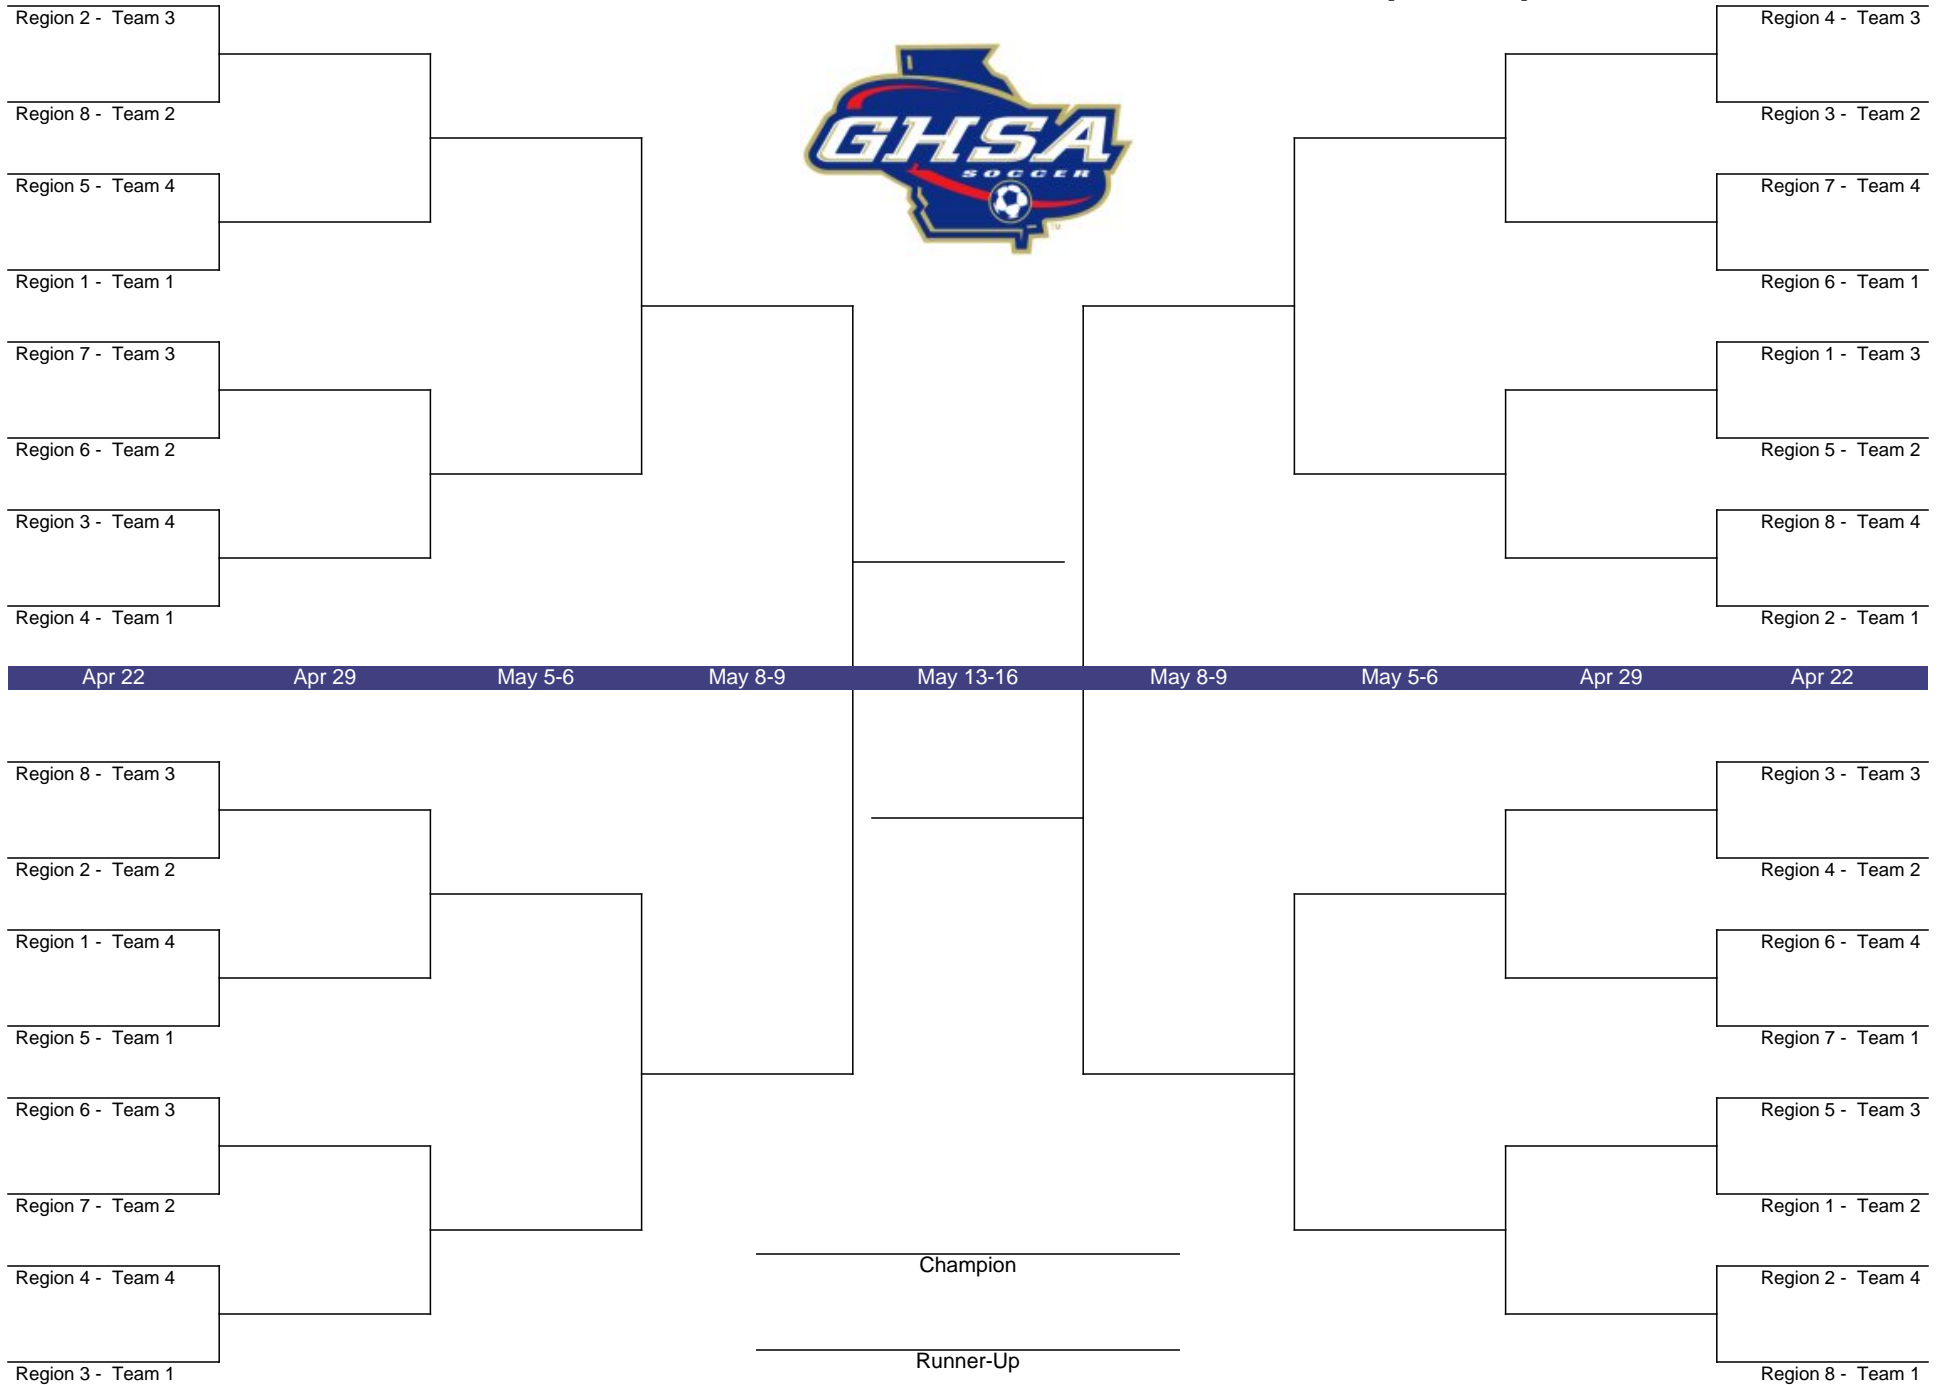 Region 2 - Team 3
Region 4 - Team 3
Region 8 - Team 2
Region 3 - Team 2
GHSA
SOCCER
TM
Region 5 - Team 4
Region 7 - Team 4
Region 1 - Team 1
Region 6 - Team 1
Region 7 - Team 3
Region 1 - Team 3
Region 6 - Team 2
Region 5 - Team 2
Region 3 - Team 4
Region 8 - Team 4
Region 4 - Team 1
Region 2 - Team 1
Apr 22 Apr 29 May 5-6 May 8-9 May 13-16 May 8-9 May 5-6 Apr 29 Apr 22
Region 8 - Team 3
Region 3 - Team 3
Region 2 - Team 2
Region 4 - Team 2
Region 1 - Team 4
Region 6 - Team 4
Region 5 - Team 1
Region 7 - Team 1
Region 6 - Team 3
Region 5 - Team 3
Region 7 - Team 2
Region 1 - Team 2
Champion
Region 4 - Team 4
Region 2 - Team 4
Runner-Up
Region 3 - Team 1
Region 8 - Team 1